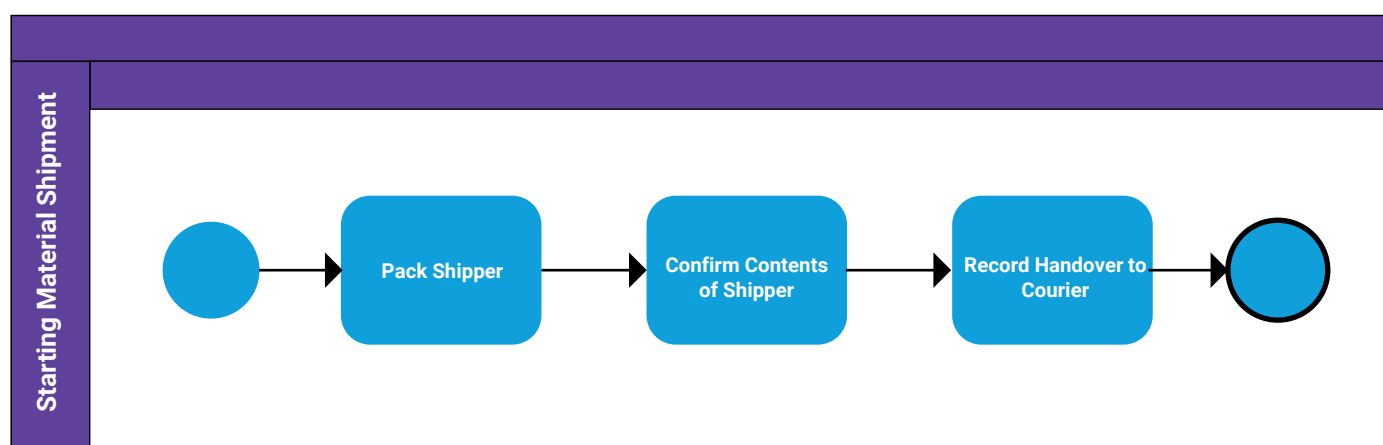 Starting Material Shipment
Pack Shipper
Confirm Contents
of Shipper
Record Handover to
Courier